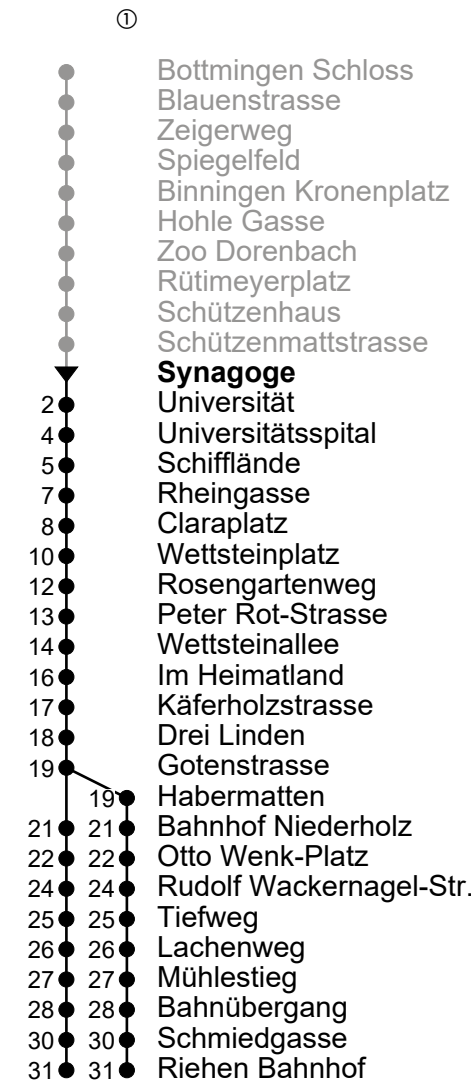 ①
Bottmingen Schloss
Blauenstrasse
Zeigerweg
Spiegelfeld
Binningen Kronenplatz
Hohle Gasse
Zoo Dorenbach
Rütimeyerplatz
Schützenhaus
Schützenmattstrasse
Synagoge
2 Universität
4 Universitätsspital
5 Schifflände
7 Rheingasse
8 Claraplatz
10 Wettsteinplatz
12 Rosengartenweg
13 Peter Rot-Strasse
14 Wettsteinallee
16 Im Heimatland
17 Käferholzstrasse
18 Drei Linden
19 Gotenstrasse
19 Habermatten
21 21 Bahnhof Niederholz
22 22 Otto Wenk-Platz
24 24 Rudolf Wackernagel-Str.
25 25 Tiefweg
26 26 Lachenweg
27 27 Mühlestieg
28 28 Bahnübergang
30 30 Schmiedgasse
31 31 Riehen Bahnhof